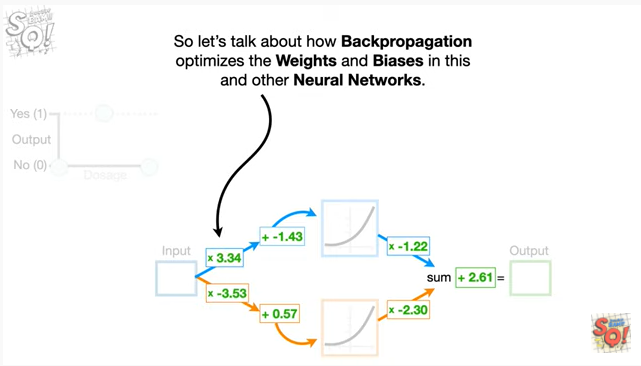 So let's talk about how Backpropagation
optimizes the Weights and Biases in this
and other Neural Networks.
Yes (1)
Output
No (0)
Dosage
Input
x 3.34
+ -1.43
x -1.22
Output
sum + 2.61 =
x -3.53
+ 0.57
x -2.30
SQ!